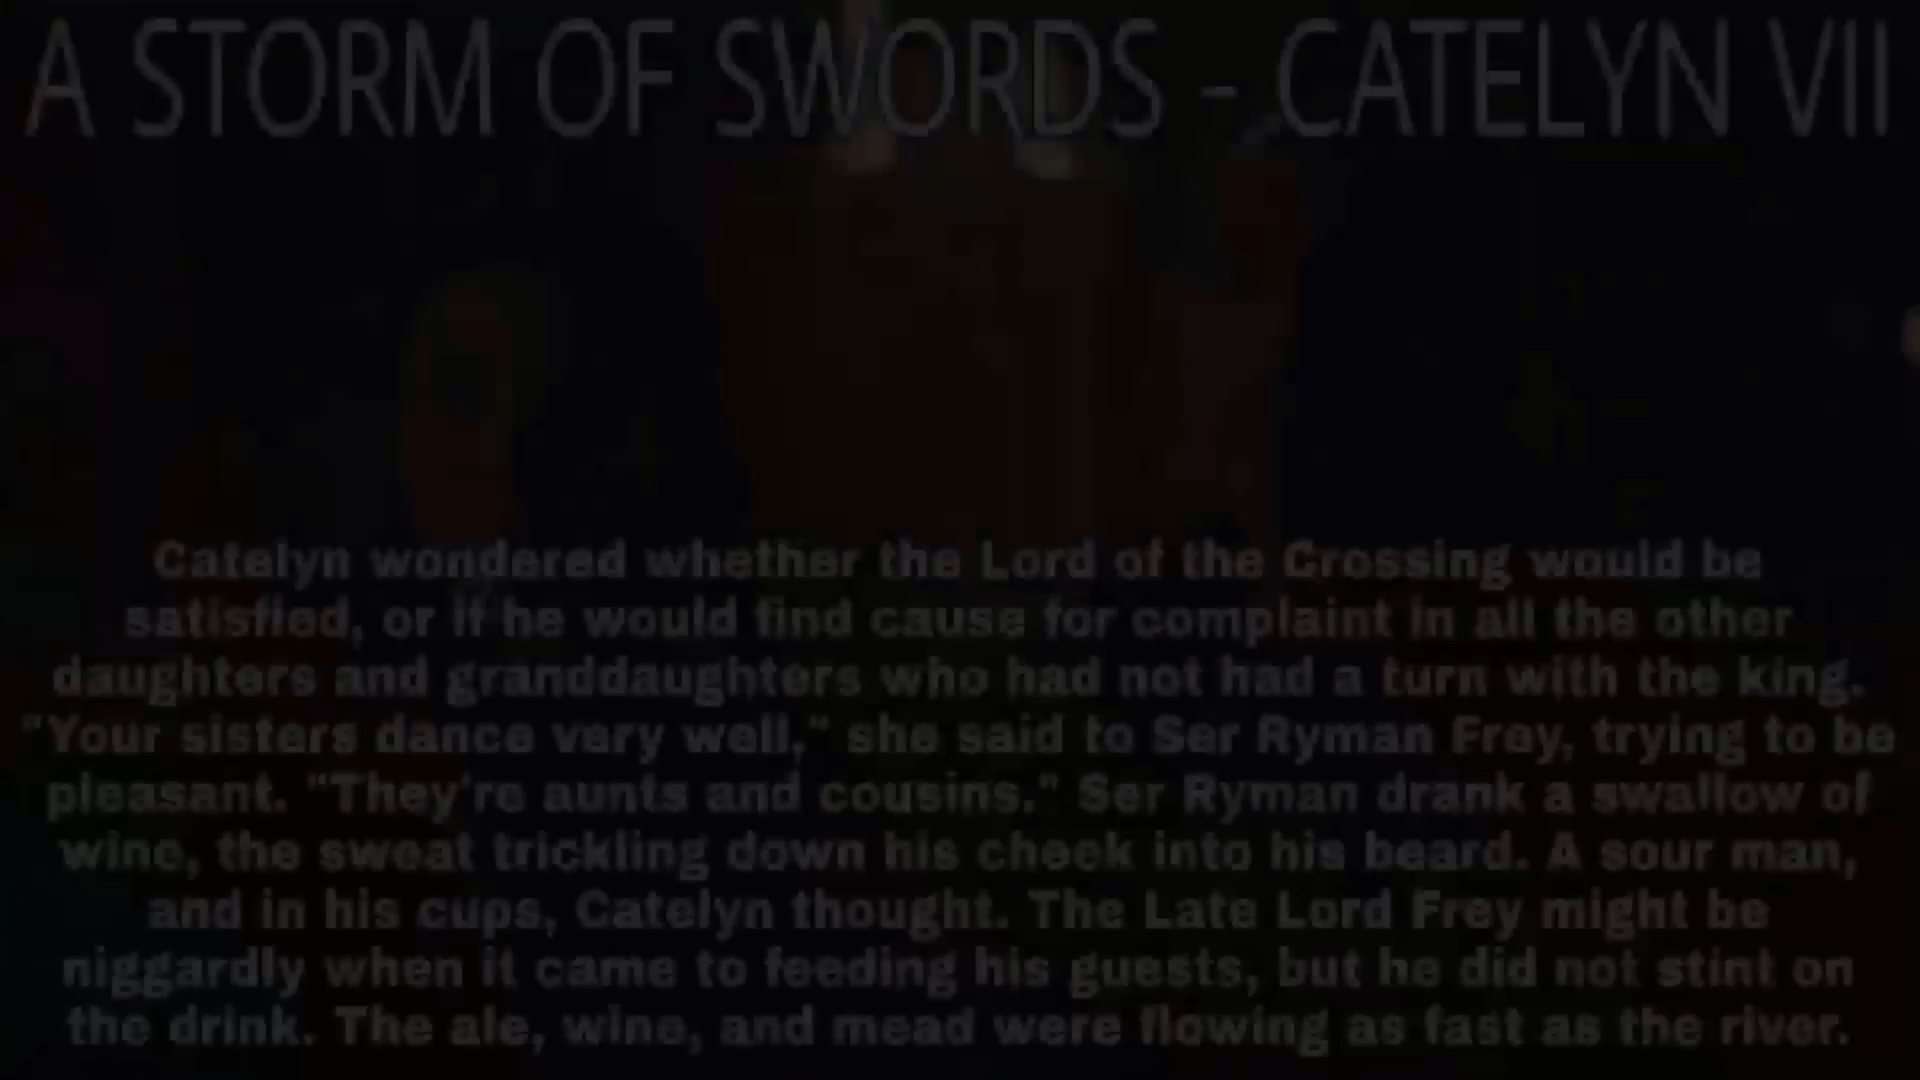 A STORM OF SWORDS - CATELYN VII
Catelyn wondered whether the Lord of the Crossing would be
satisfied, or if he would find cause for complaint in all the other
daughters and granddaughters who had not had a turn with the king.
"Your sisters dance very well," she said to Ser Ryman Frey, trying to be
pleasant. "They're aunts and cousins." Ser Ryman drank a swallow of
wine, the sweat trickling down his cheek into his beard. A sour man,
and in his cups, Catelyn thought. The Late Lord Frey might be
niggardly when it came to feeding his guests, but he did not stint on
the drink. The ale, wine, and mead were flowing as fast as the river.